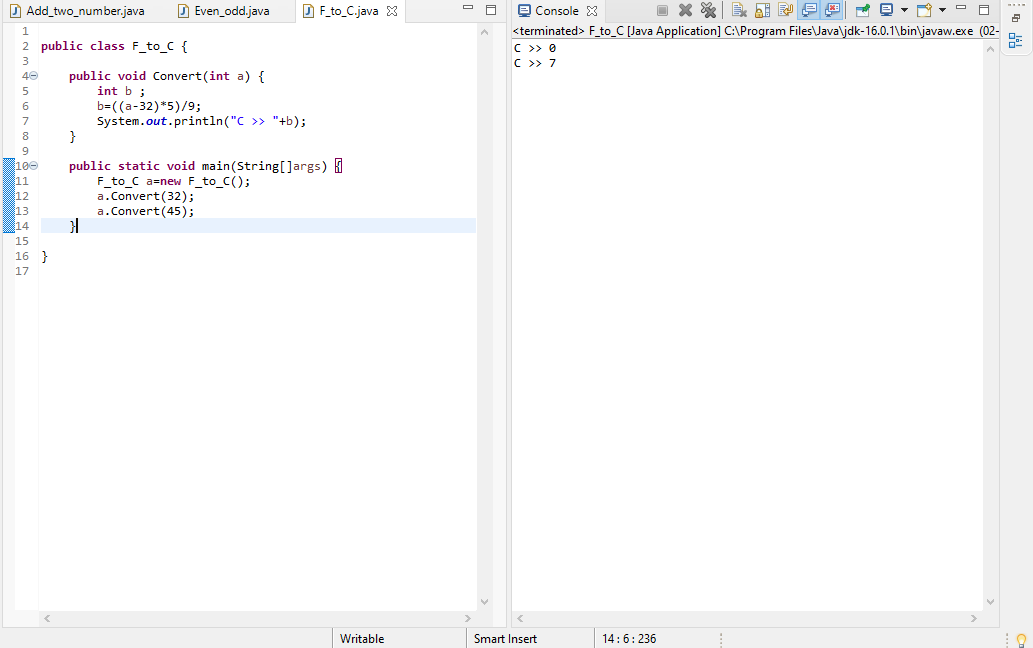 Add_two_number.java Even_odd.java F_to_C.java
1
2 public class F_to_C {
3
4 public void Convert(int a) {
5 int b ;
6 b=((a-32)*5)/9;
7 System.out.println("C >> "+b);
8 }
9
10 public static void main(String[]args) {
11 F_to_C a=new F_to_C();
12 a.Convert(32);
13 a.Convert(45);
14 }
15
16 }
17
Console
<terminated> F_to_C [Java Application] C:\Program Files\Java\jdk-16.0.1\bin\javaw.exe (02-
C >> 0
C >> 7
Writable Smart Insert 14 : 6 : 236